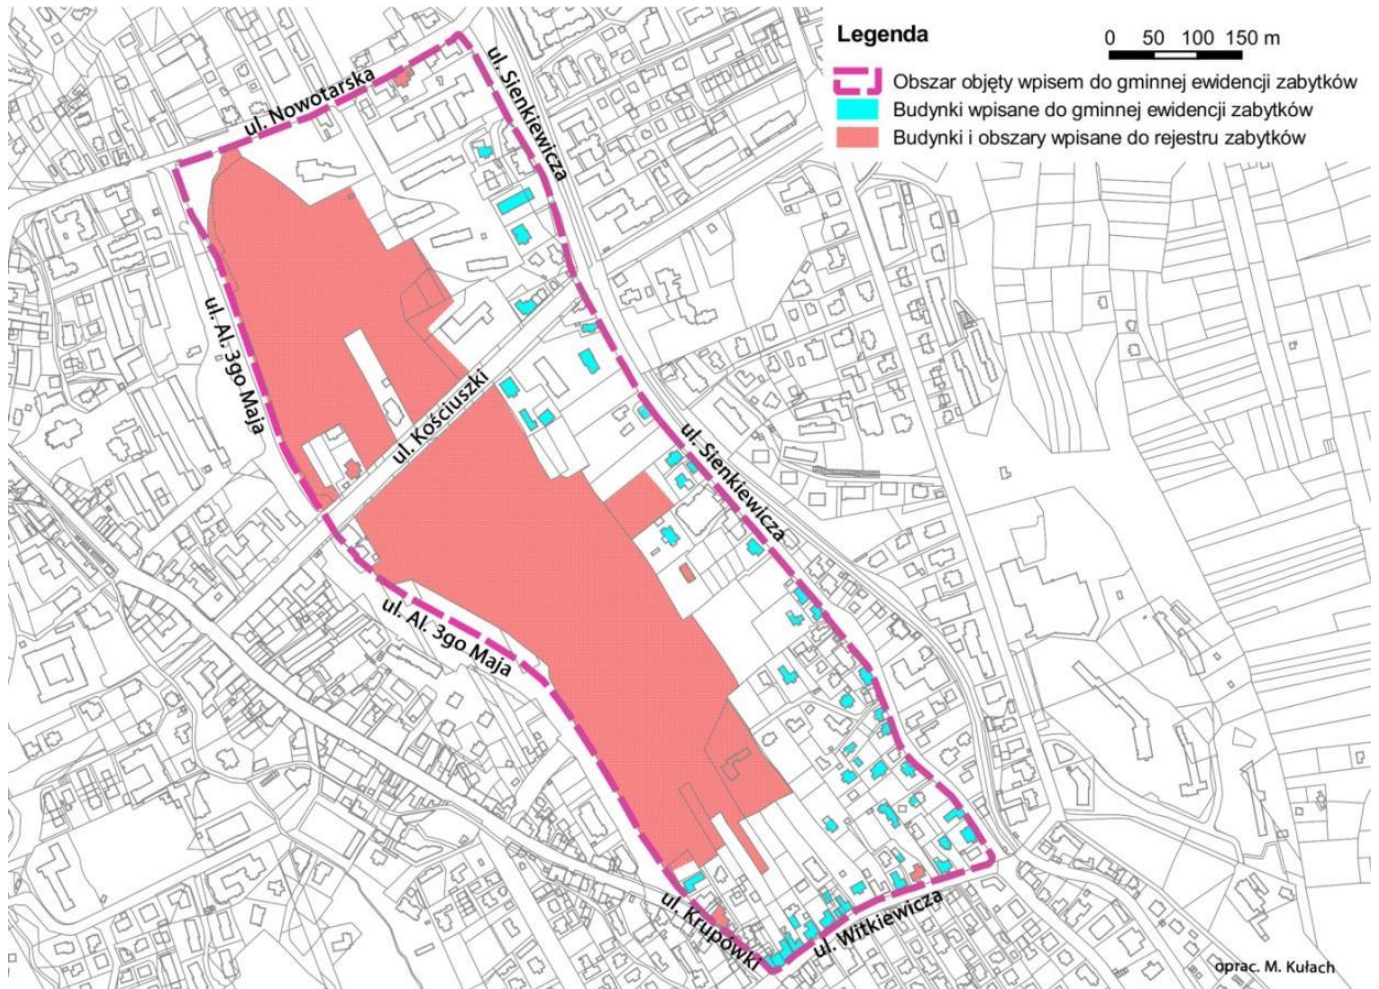 Legenda
0 50 100 150 m
Obszar objęty wpisem do gminnej ewidencji zabytków
Budynki wpisane do gminnej ewidencji zabytków
Budynki i obszary wpisane do rejestru zabytków
ul. Nowotarska
ul. Sienkiewicza
ul. Al. 3go Maja
ul. Kościuszki
ul. Sienkiewicza
ul. Al. 3go Maja
ul. Krupówki
ul. Witkiewicza
oprac. M. Kułach